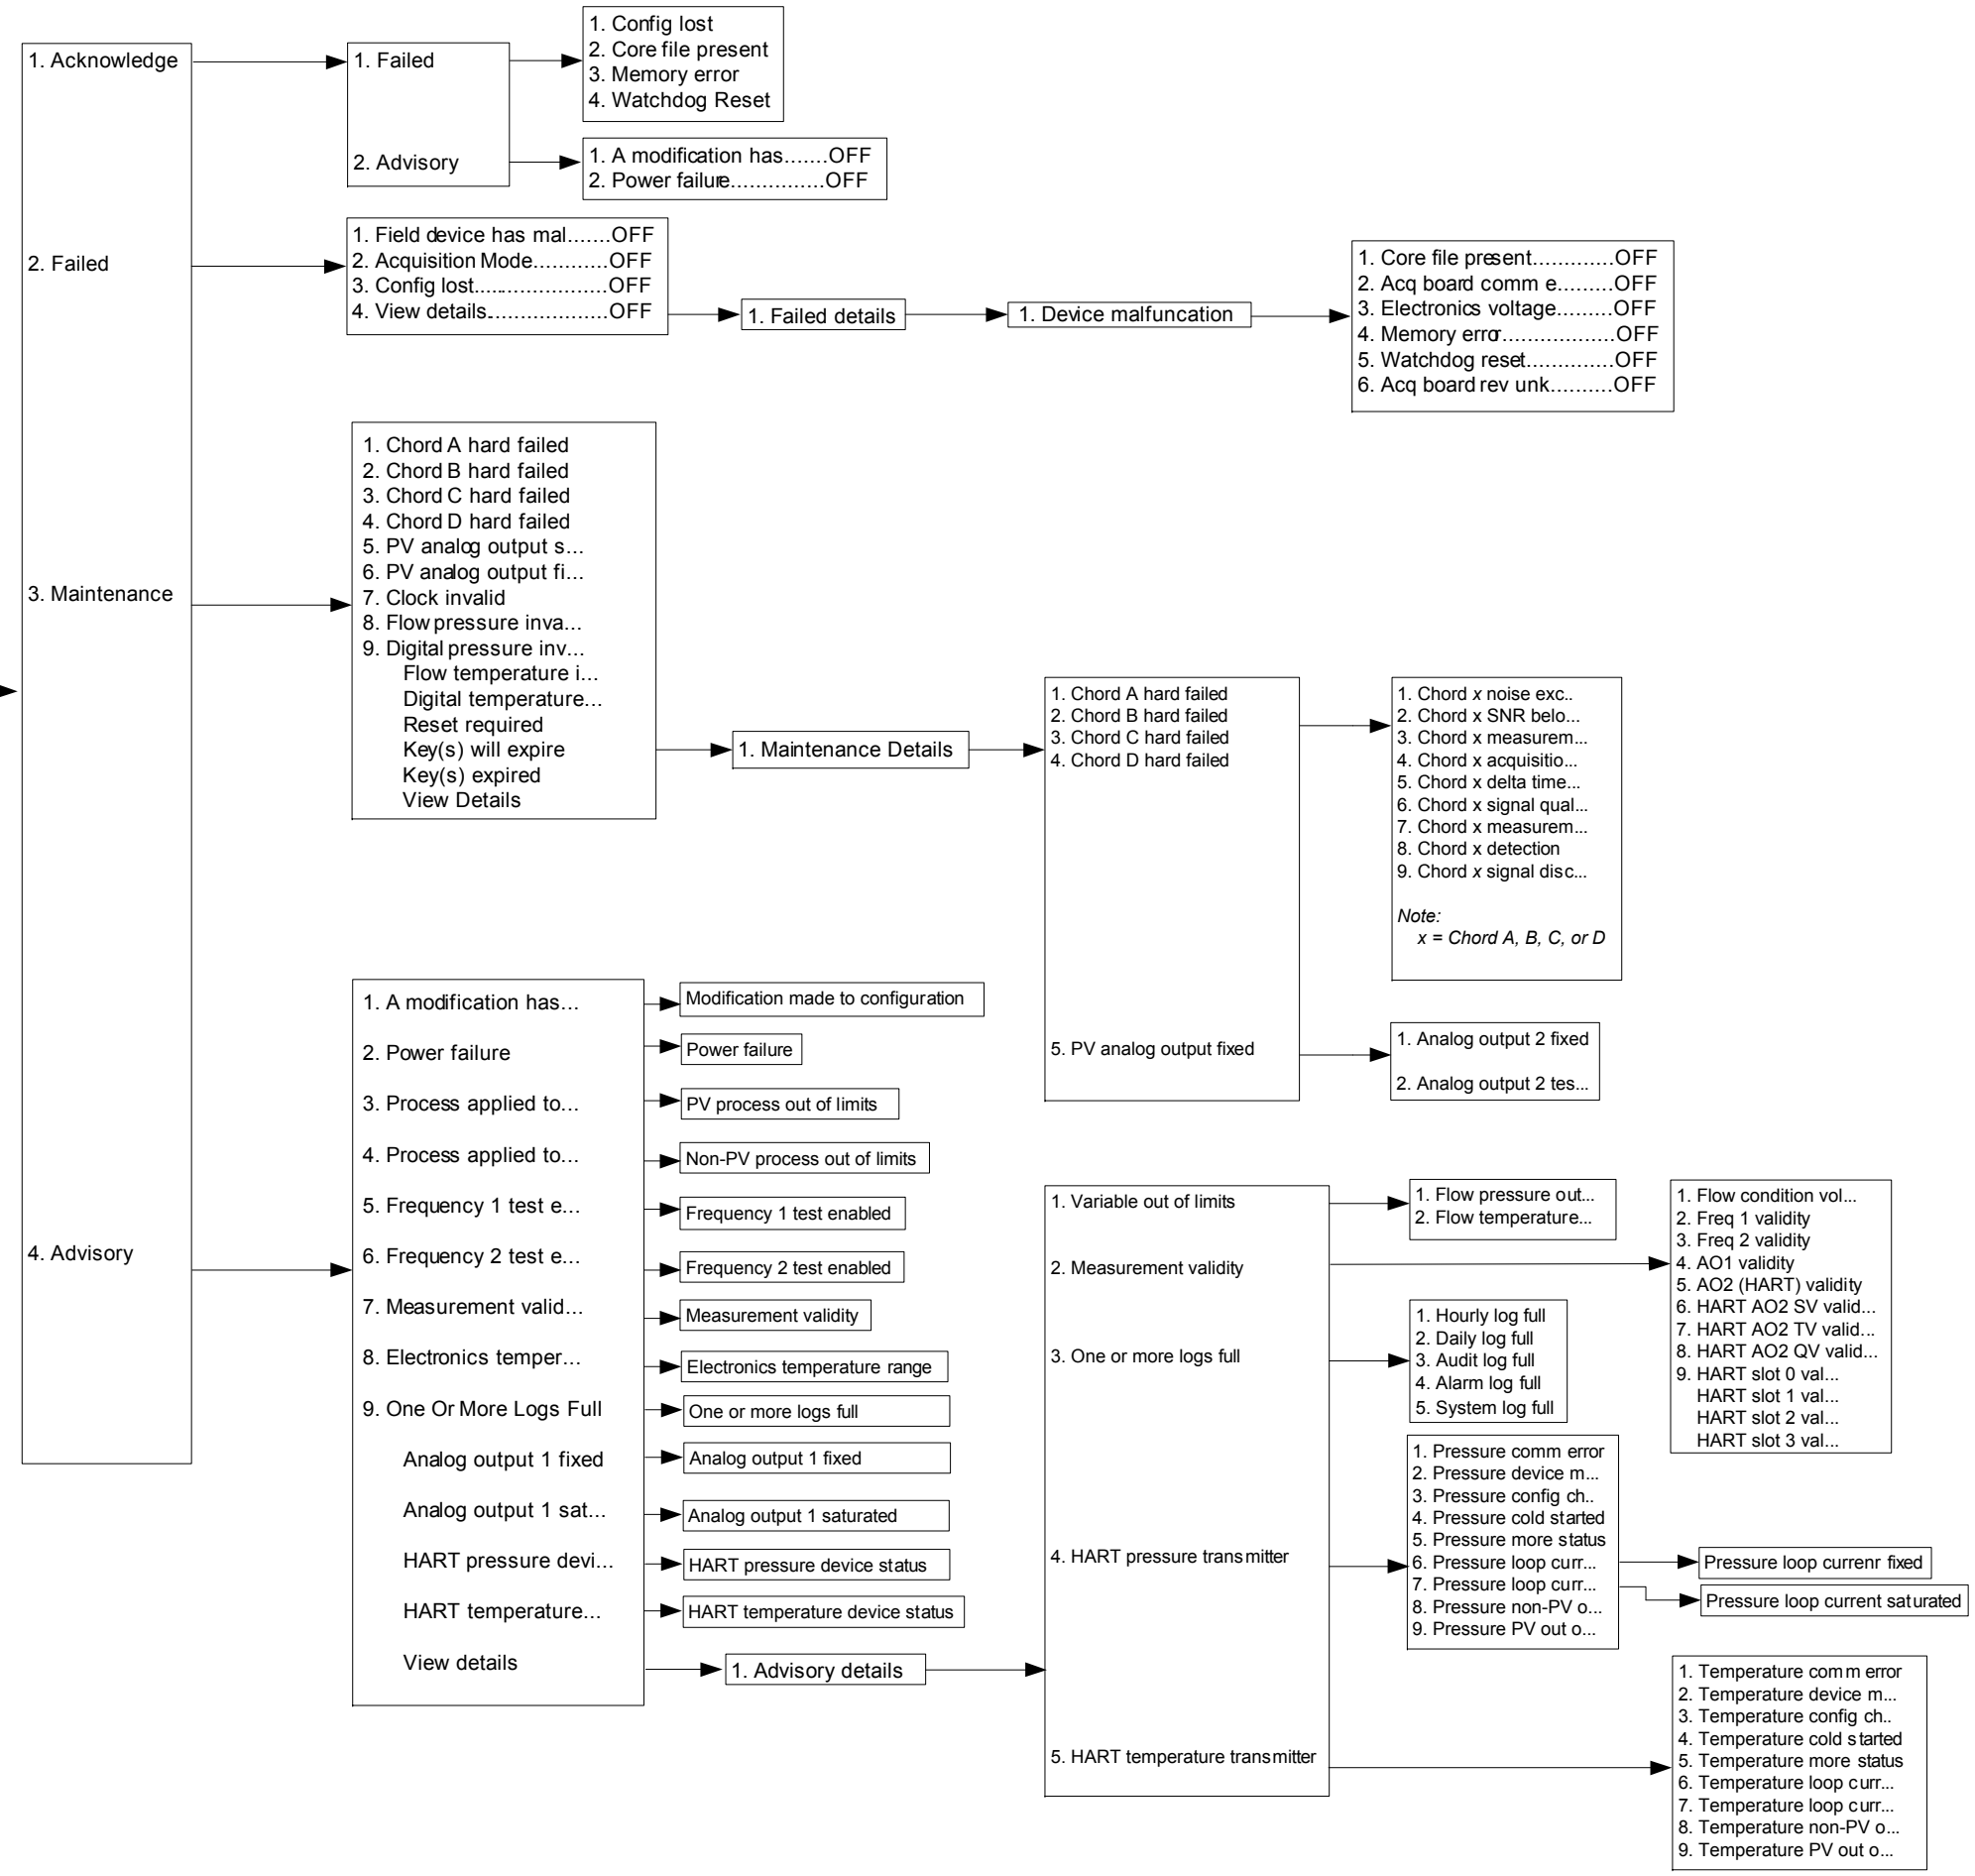 1. Acknowledge
1. Failed
1. Config lost
2. Core file present
3. Memory error
4. Watchdog Reset
2. Advisory
1. A modification has.......OFF
2. Power failure...............OFF
2. Failed
1. Field device has mal.......OFF
2. Acquisition Mode............OFF
3. Config lost.....................OFF
4. View details....................OFF
1. Failed details
1. Device malfuncation
1. Core file present.............OFF
2. Acq board comm e.........OFF
3. Electronics voltage.........OFF
4. Memory error..................OFF
5. Watchdog reset..............OFF
6. Acq board rev unk..........OFF
3. Maintenance
1. Chord A hard failed
2. Chord B hard failed
3. Chord C hard failed
4. Chord D hard failed
5. PV analog output s...
6. PV analog output fi...
7. Clock invalid
8. Flow pressure inva...
9. Digital pressure inv...
Flow temperature i...
Digital temperature...
Reset required
Key(s) will expire
Key(s) expired
View Details
1. Maintenance Details
1. Chord A hard failed
2. Chord B hard failed
3. Chord C hard failed
4. Chord D hard failed
1. Chord x noise exc..
2. Chord x SNR belo...
3. Chord x measurem...
4. Chord x acquisitio...
5. Chord x delta time...
6. Chord x signal qual...
7. Chord x measurem...
8. Chord x detection
9. Chord x signal disc...
Note:
x = Chord A, B, C, or D
5. PV analog output fixed
1. Analog output 2 fixed
2. Analog output 2 tes...
4. Advisory
1. A modification has...
Modification made to configuration
2. Power failure
Power failure
3. Process applied to...
PV process out of limits
4. Process applied to...
Non-PV process out of limits
5. Frequency 1 test e...
Frequency 1 test enabled
6. Frequency 2 test e...
Frequency 2 test enabled
7. Measurement valid...
Measurement validity
8. Electronics temper...
Electronics temperature range
9. One Or More Logs Full
One or more logs full
Analog output 1 fixed
Analog output 1 fixed
Analog output 1 sat...
Analog output 1 saturated
HART pressure devi...
HART pressure device status
HART temperature...
HART temperature device status
View details
1. Advisory details
1. Variable out of limits
1. Flow pressure out...
2. Flow temperature...
2. Measurement validity
1. Flow condition vol...
2. Freq 1 validity
3. Freq 2 validity
4. AO1 validity
5. AO2 (HART) validity
6. HART AO2 SV valid...
7. HART AO2 TV valid...
8. HART AO2 QV valid...
9. HART slot 0 val...
HART slot 1 val...
HART slot 2 val...
HART slot 3 val...
3. One or more logs full
1. Hourly log full
2. Daily log full
3. Audit log full
4. Alarm log full
5. System log full
4. HART pressure transmitter
1. Pressure comm error
2. Pressure device m...
3. Pressure config ch..
4. Pressure cold started
5. Pressure more status
6. Pressure loop curr...
7. Pressure loop curr...
8. Pressure non-PV o...
9. Pressure PV out o...
Pressure loop currenr fixed
Pressure loop current saturated
5. HART temperature transmitter
1. Temperature comm error
2. Temperature device m...
3. Temperature config ch..
4. Temperature cold started
5. Temperature more status
6. Temperature loop curr...
7. Temperature loop curr...
8. Temperature non-PV o...
9. Temperature PV out o...